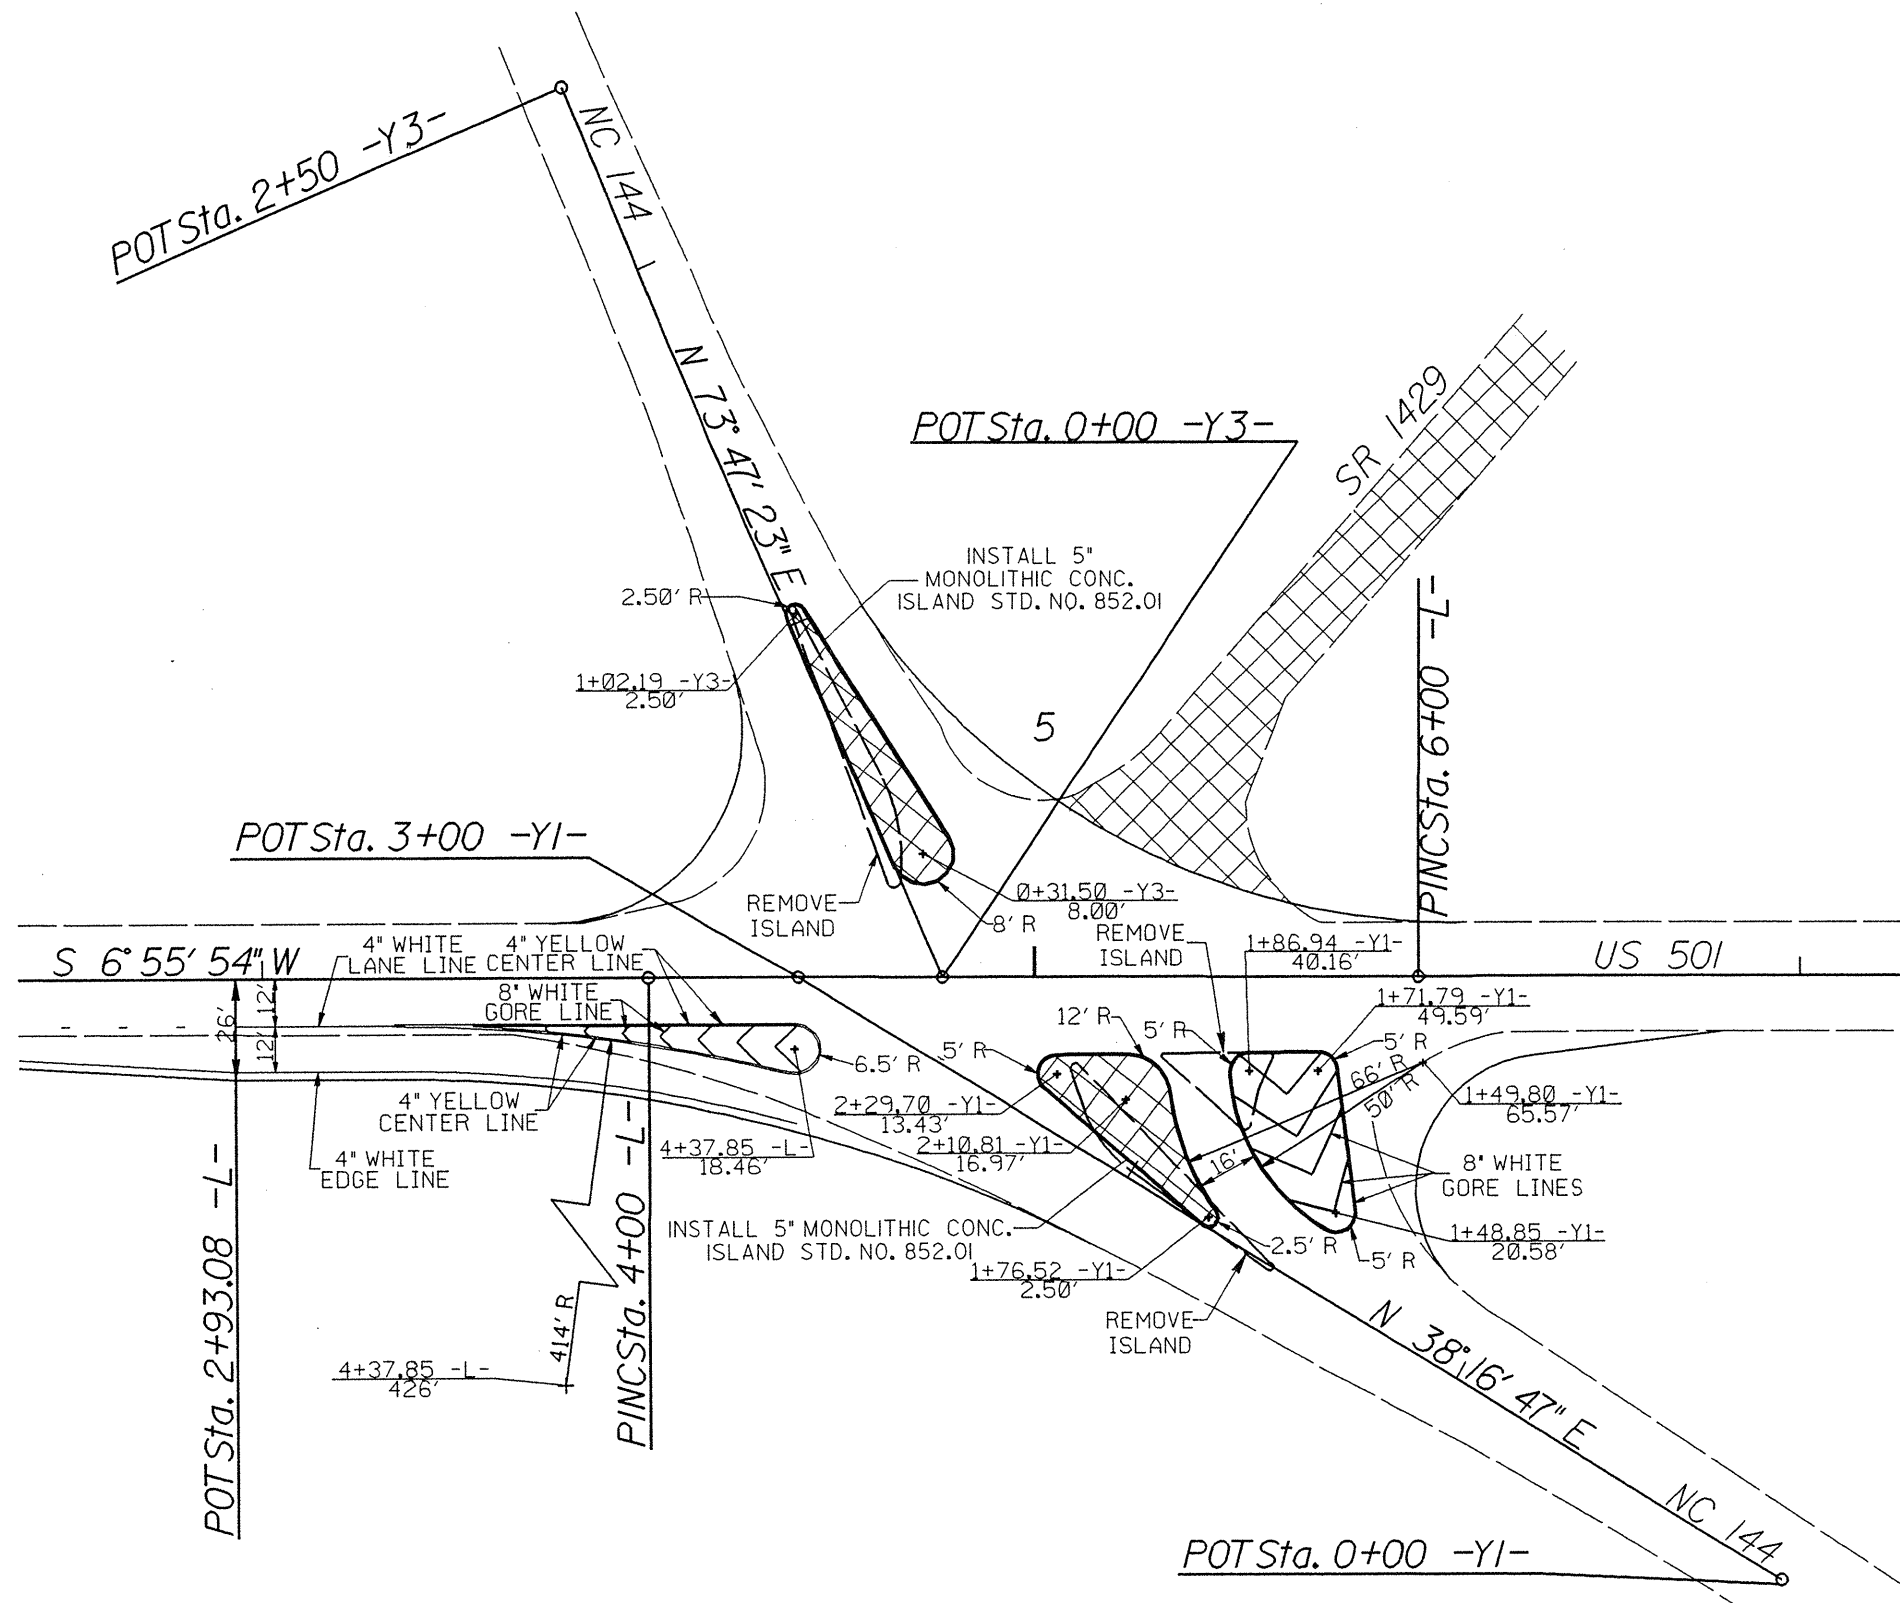 POT Sta. 2+50 -Y3-
NC 144
N 73° 47' 23" E
POT Sta. 0+00 -Y3-
SR 1429
INSTALL 5"
MONOLITHIC CONC.
ISLAND STD. NO. 852.01
2.50' R
1+02.19 -Y3-
2.50'
5
PINC Sta. 6+00 -L-
POT Sta. 3+00 -Y1-
REMOVE
ISLAND
0+31.50 -Y3-
8.00'
8' R
REMOVE
ISLAND
1+86.94 -Y1-
40.16'
S 6° 55' 54" W
4" WHITE
LANE LINE
4" YELLOW
CENTER LINE
US 501
8" WHITE
GORE LINE
12'
26'
12'
1+71.79 -Y1-
49.59'
12' R
5' R
5' R
5' R
6.5' R
66' R
50' R
1+49.80 -Y1-
65.57'
4" YELLOW
CENTER LINE
2+29.70 -Y1-
13.43'
2+10.81 -Y1-
16.97'
4+37.85 -L-
18.46'
4" WHITE
EDGE LINE
16'
8" WHITE
GORE LINES
INSTALL 5" MONOLITHIC CONC.
ISLAND STD. NO. 852.01
2.5' R
5' R
1+48.85 -Y1-
20.58'
1+76.52 -Y1-
2.50'
REMOVE
ISLAND
414' R
4+37.85 -L-
426'
POT Sta. 2+93.08 -L-
PINC Sta. 4+00 -L-
N 38° 16' 47" E
NC 144
POT Sta. 0+00 -Y1-